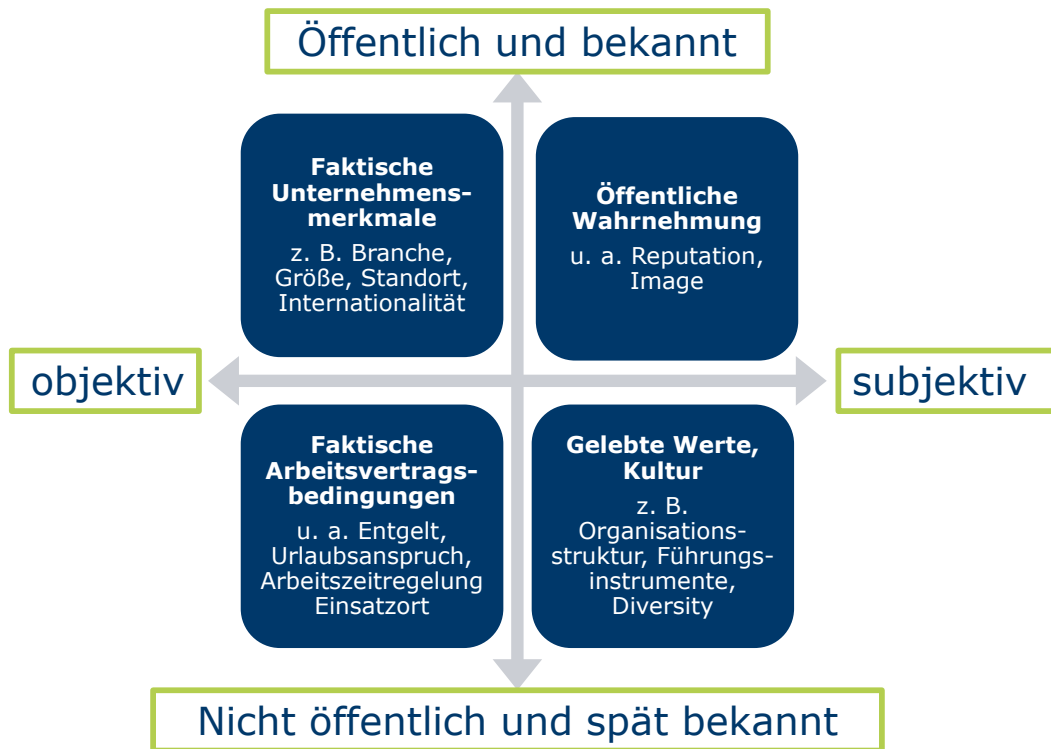 Öffentlich und bekannt
Faktische
Unternehmens-
merkmale
z. B. Branche,
Größe, Standort,
Internationalität
Öffentliche
Wahrnehmung
u. a. Reputation,
Image
objektiv
subjektiv
Faktische
Arbeitsvertrags-
bedingungen
u. a. Entgelt,
Urlaubsanspruch,
Arbeitszeitregelung
Einsatzort
Gelebte Werte,
Kultur
z. B.
Organisations-
struktur, Führungs-
instrumente,
Diversity
Nicht öffentlich und spät bekannt